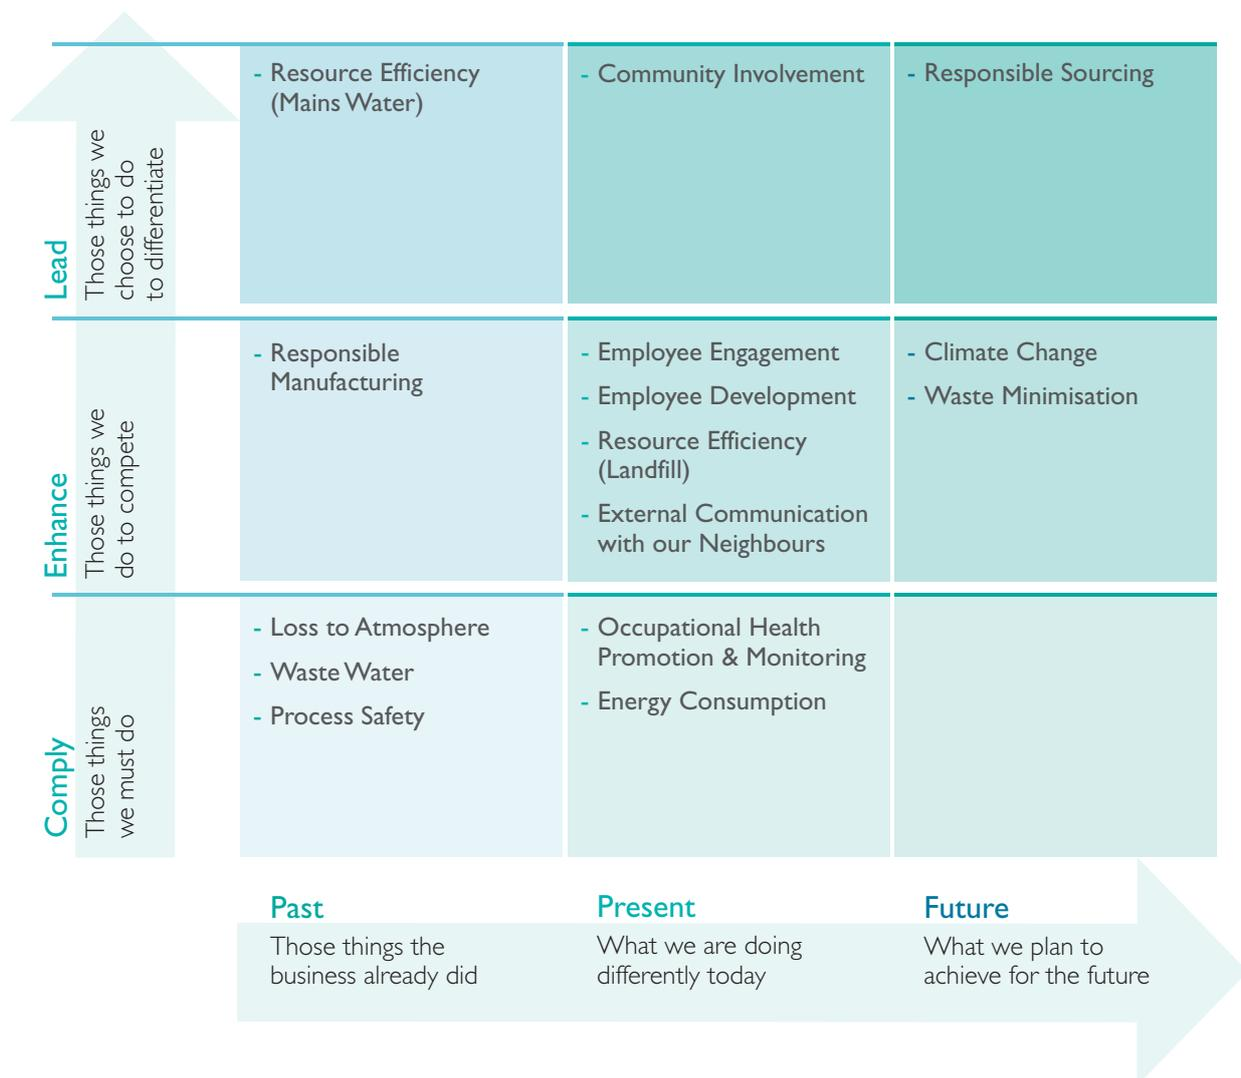 Lead
Those things we
choose to do
to differentiate
- Resource Efficiency
(Mains Water)
- Community Involvement
- Responsible Sourcing
Enhance
Those things we
do to compete
- Responsible
Manufacturing
- Employee Engagement
- Employee Development
- Resource Efficiency
(Landfill)
- External Communication
with our Neighbours
- Climate Change
- Waste Minimisation
Comply
Those things
we must do
- Loss to Atmosphere
- Waste Water
- Process Safety
- Occupational Health
Promotion & Monitoring
- Energy Consumption
Past
Those things the
business already did
Present
What we are doing
differently today
Future
What we plan to
achieve for the future